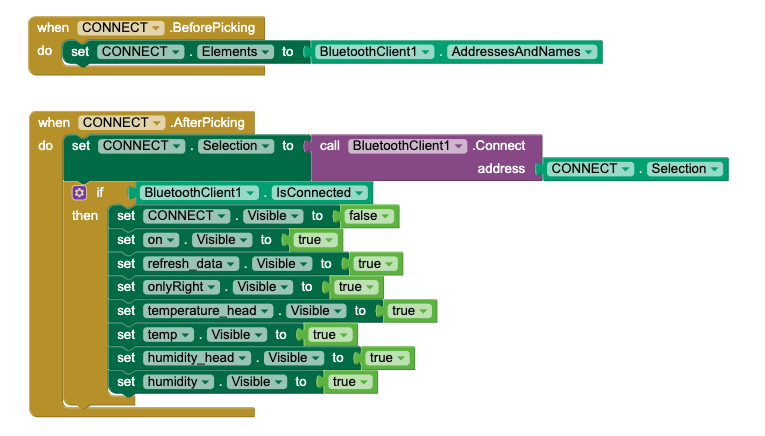 when CONNECT .BeforePicking
do set CONNECT . Elements to BluetoothClient1 . AddressesAndNames
when CONNECT .AfterPicking
do set CONNECT . Selection to call BluetoothClient1 .Connect
address CONNECT . Selection
if BluetoothClient1 . IsConnected
then set CONNECT . Visible to false
set on . Visible to true
set refresh_data . Visible to true
set onlyRight . Visible to true
set temperature_head . Visible to true
set temp . Visible to true
set humidity_head . Visible to true
set humidity . Visible to true